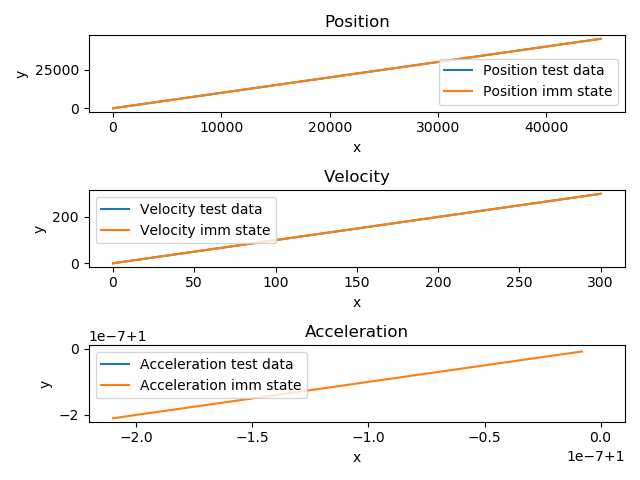 Position
y
25000
0
Position test data
Position imm state
0 10000 20000 30000 40000
x
Velocity
y
200
0
Velocity test data
Velocity imm state
0 50 100 150 200 250 300
x
Acceleration
1e−7+1
y
0
−2
Acceleration test data
Acceleration imm state
−2.0 −1.5 −1.0 −0.5 0.0
x
1e−7+1